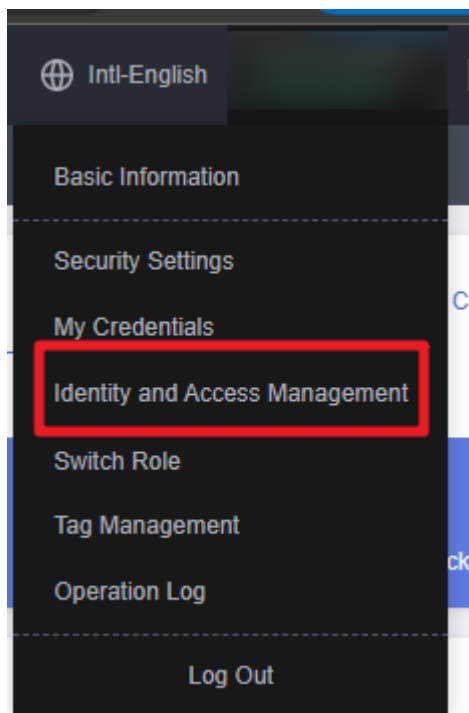 Intl-English
Basic Information
Security Settings
C
My Credentials
Identity and Access Management
Switch Role
Tag Management
ck
Operation Log
Log Out